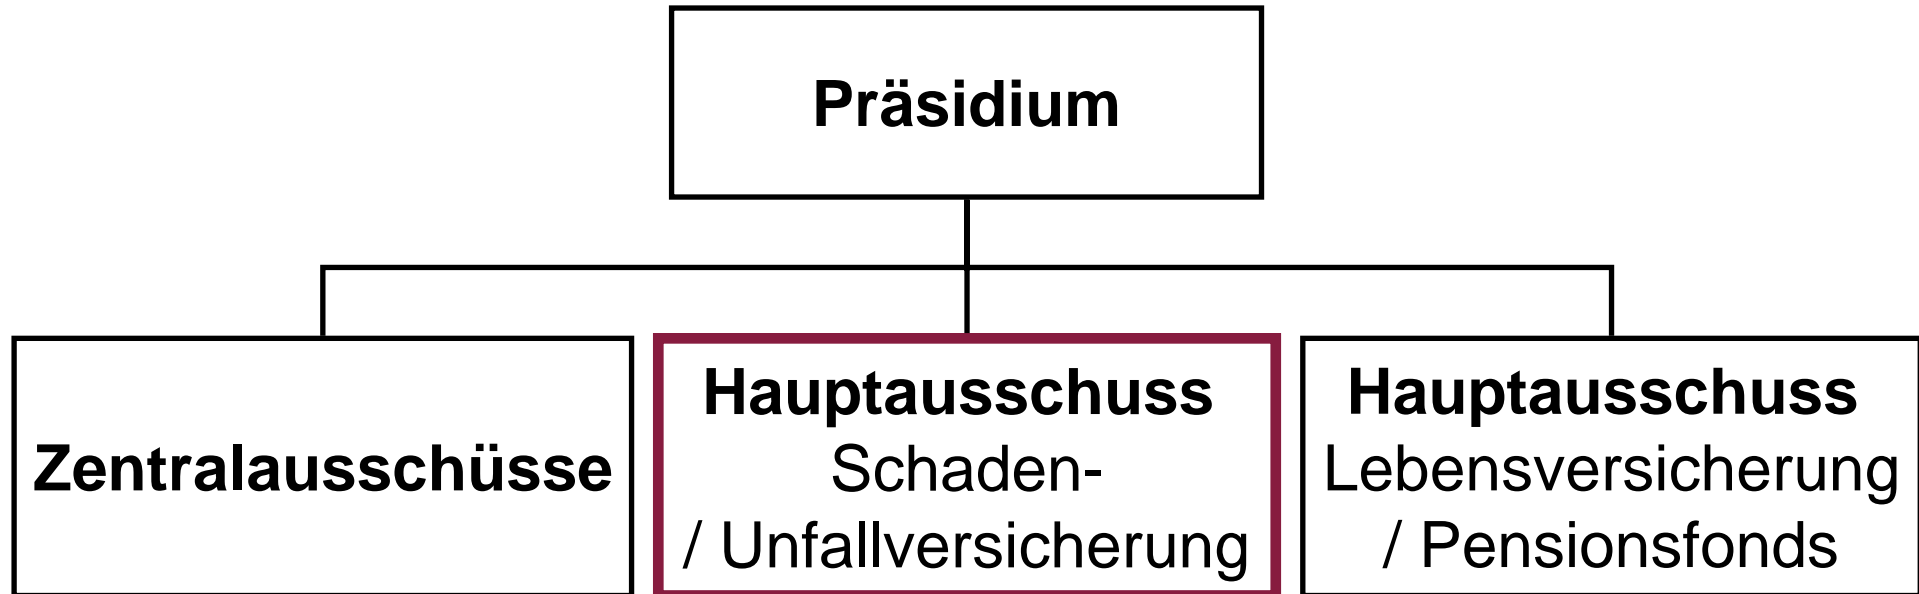 Präsidium
Zentralausschüsse
Hauptausschuss
Schaden-
/ Unfallversicherung
Hauptausschuss
Lebensversicherung
/ Pensionsfonds